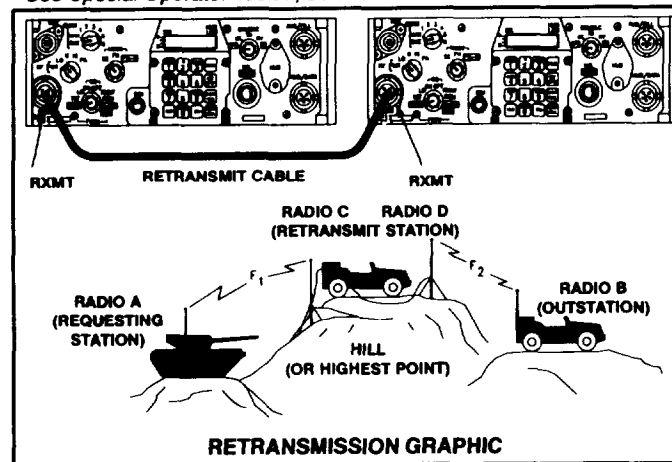 RXMT
RETRANSMIT CABLE
RXMT
RADIO C RADIO D
(RETRANSMIT STATION)
F1
F2
RADIO A
(REQUESTING
STATION)
RADIO B
(OUTSTATION)
HILL
(OR HIGHEST POINT)
RETRANSMISSION GRAPHIC